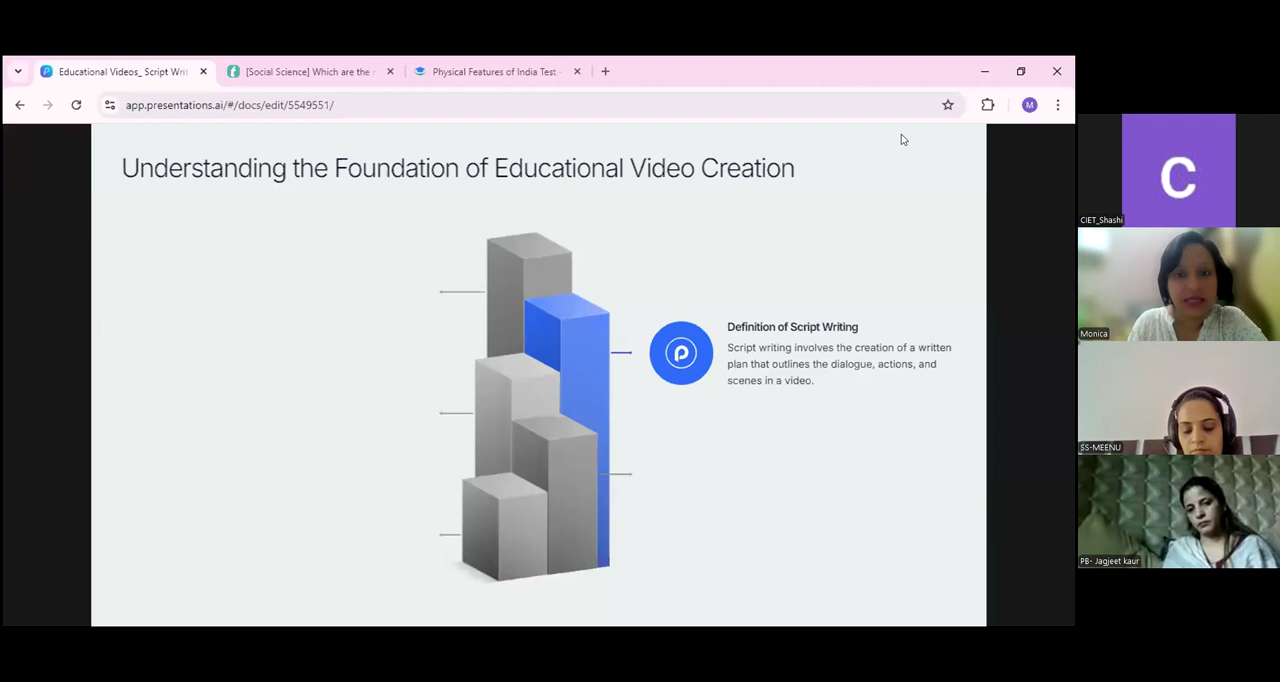 Educational Videos_ Script Writ
[Social Science] Which are the r
Physical Features of India Test -
app.presentations.ai/#/docs/edit/5549551/
M
Understanding the Foundation of Educational Video Creation
Definition of Script Writing
Script writing involves the creation of a written
plan that outlines the dialogue, actions, and
scenes in a video.
C
CIET_Shashi
Monica
SS-MEENU
PB- Jagjeet kaur